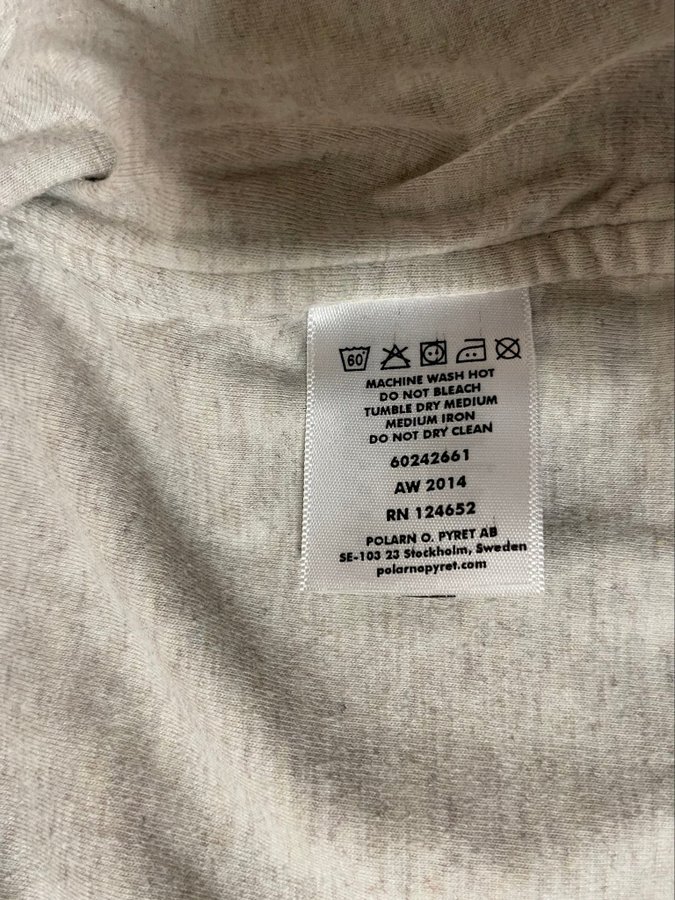 60
MACHINE WASH HOT
DO NOT BLEACH
TUMBLE DRY MEDIUM
MEDIUM IRON
DO NOT DRY CLEAN
60242661
AW 2014
RN 124652
POLARN O. PYRET AB
SE-103 23 Stockholm, Sweden
polarnopyret.com